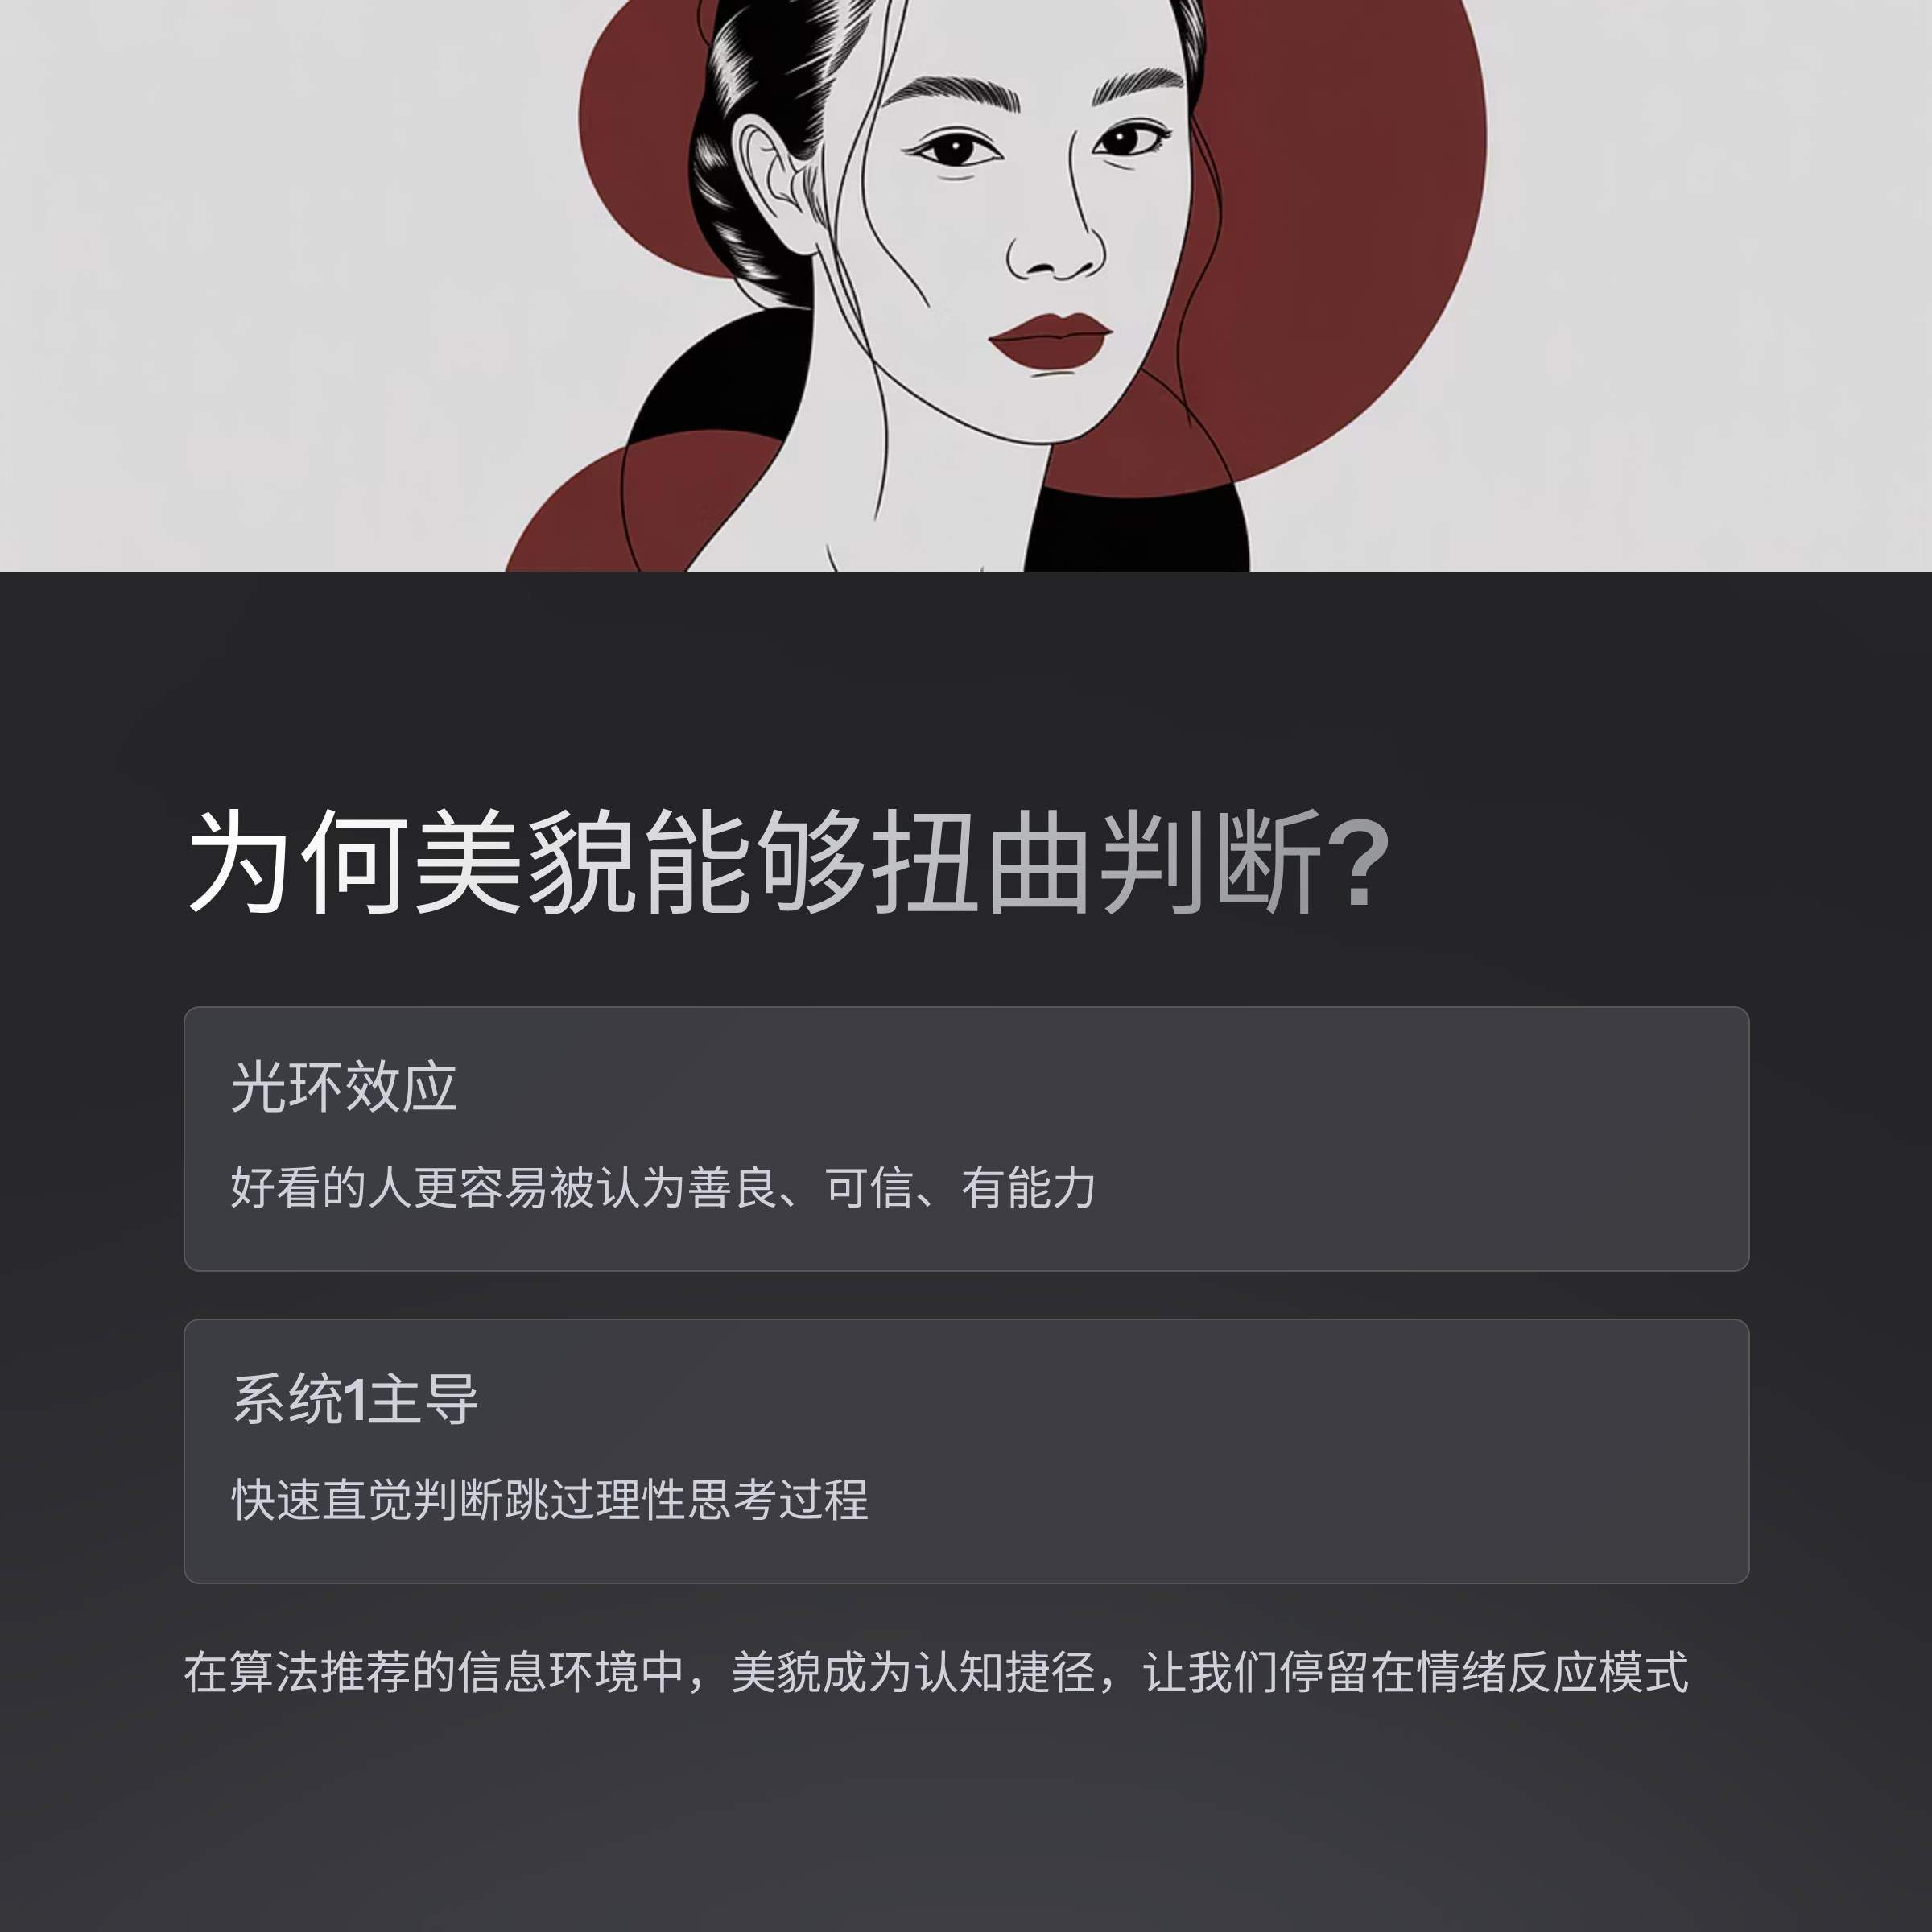 为何美貌能够扭曲判断?
光环效应
好看的人更容易被认为善良、可信、有能力
系统1主导
快速直觉判断跳过理性思考过程
在算法推荐的信息环境中，美貌成为认知捷径，让我们停留在情绪反应模式